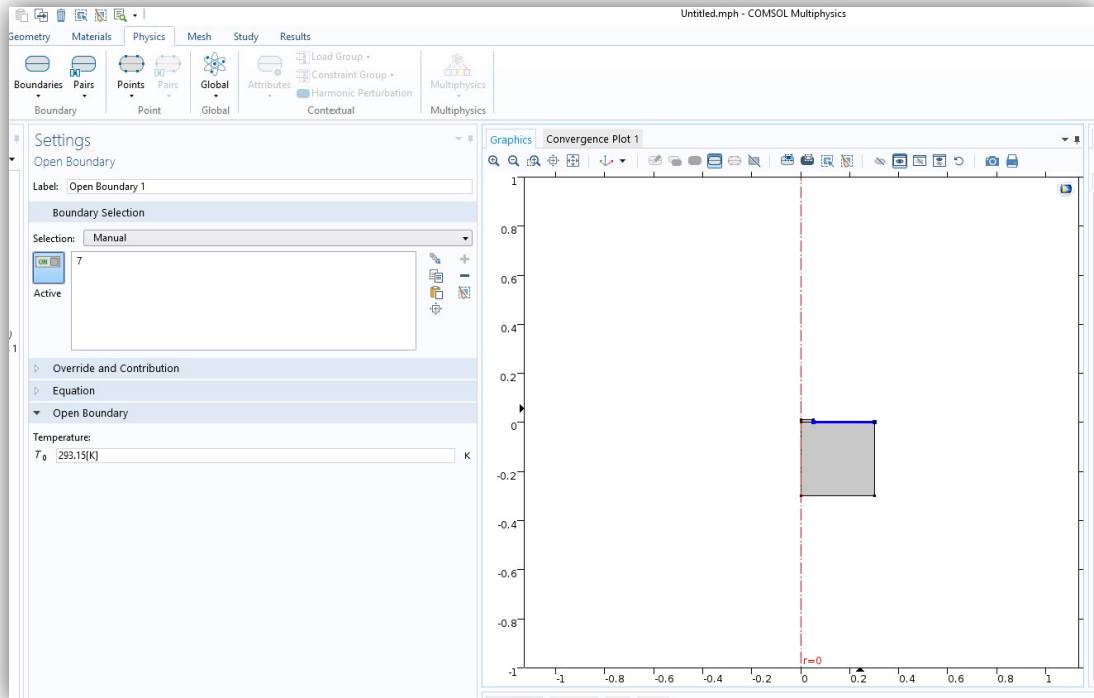 Untitled.mph - COMSOL Multiphysics
Geometry Materials Physics Mesh Study Results
Boundaries Pairs Points Pairs Global Attributes Load Group Constraint Group Harmonic Perturbation Multiphysics
Boundary Point Global Contextual Multiphysics
Settings
Open Boundary
Label: Open Boundary 1
Boundary Selection
Selection: Manual
ON 7
Active
Override and Contribution
Equation
Open Boundary
Temperature:
T0 293.15[K] K
1
Graphics Convergence Plot 1
1
0.8
0.6
0.4
0.2
0
-0.2
-0.4
-0.6
-0.8
-1
r=0
-1 -0.8 -0.6 -0.4 -0.2 0 0.2 0.4 0.6 0.8 1